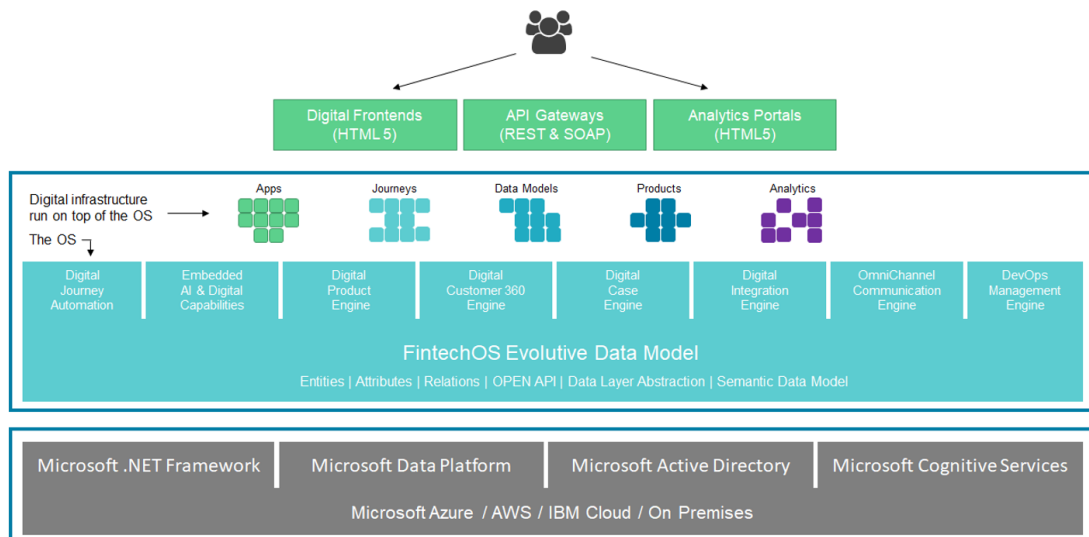 Digital Frontends
(HTML 5)
API Gateways
(REST & SOAP)
Analytics Portals
(HTML5)
Digital infrastructure
run on top of the OS
The OS
Apps
Journeys
Data Models
Products
Analytics
Digital
Journey
Automation
Embedded
AI & Digital
Capabilities
Digital
Product
Engine
Digital
Customer 360
Engine
Digital
Case
Engine
Digital
Integration
Engine
OmniChannel
Communication
Engine
DevOps
Management
Engine
FintechOS Evolutive Data Model
Entities | Attributes | Relations | OPEN API | Data Layer Abstraction | Semantic Data Model
Microsoft .NET Framework
Microsoft Data Platform
Microsoft Active Directory
Microsoft Cognitive Services
Microsoft Azure / AWS / IBM Cloud / On Premises